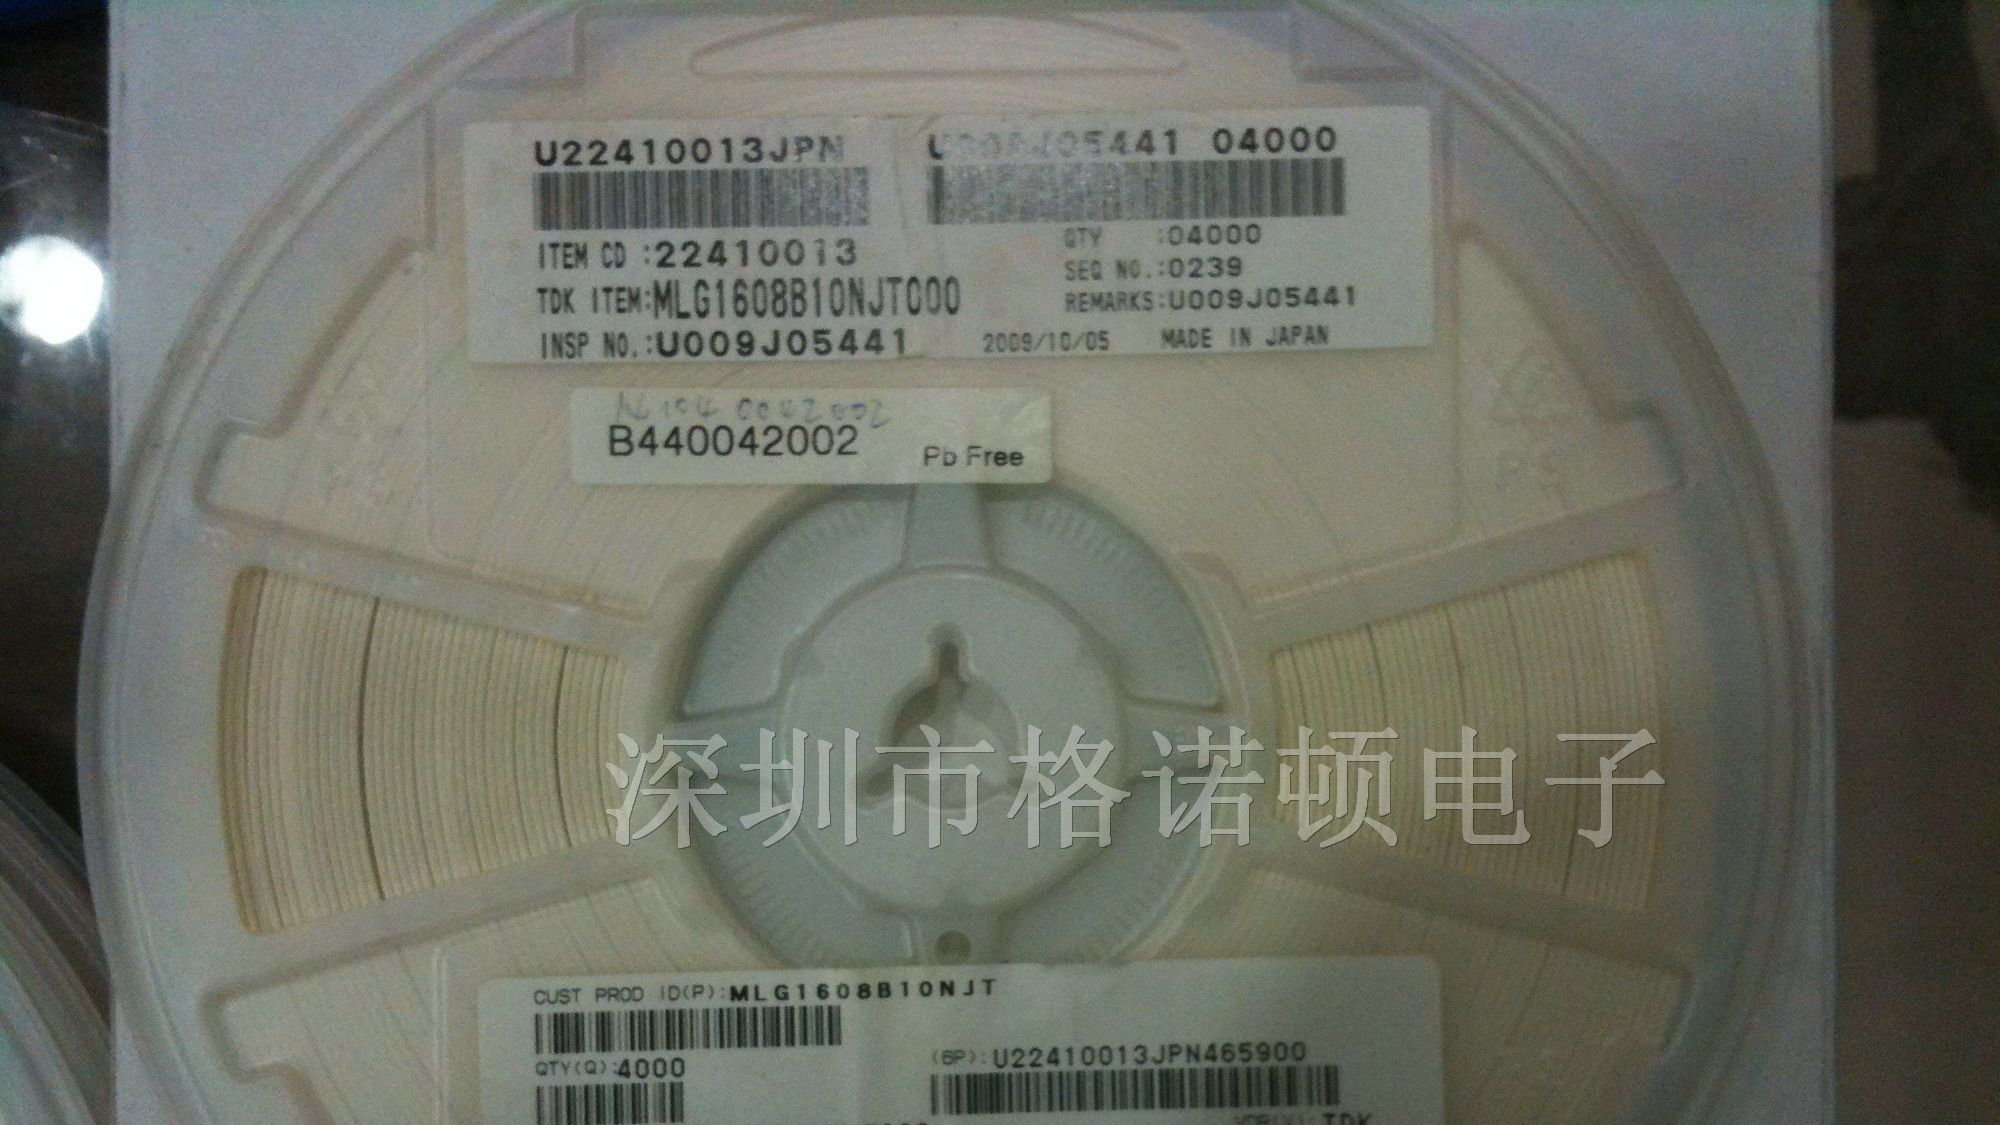 U22410013JPN
U009J05441 04000
ITEM CD :22410013
QTY :04000
SEQ NO.:0239
TDK ITEM:MLG1608B10NJT000
REMARKS:U009J05441
INSP NO.:U009J05441
2009/10/05 MADE IN JAPAN
B440042002
Pb Free
深圳市格诺顿电子
CUST PROD ID(P):MLG1608B10NJT
QTY(Q):4000
(6P):U22410013JPN465900
TDK